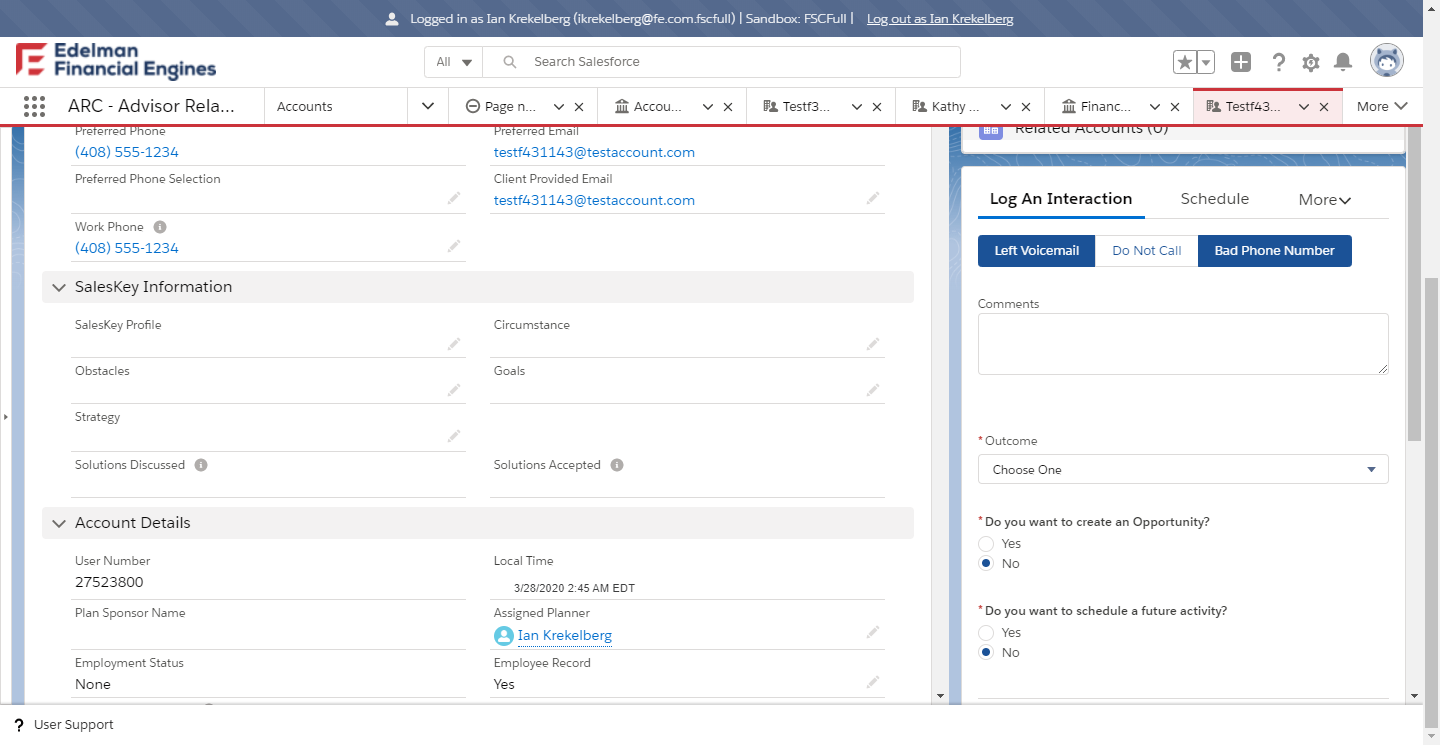 Logged in as Ian Krekelberg (ikrekelberg@fe.com.fscfull) | Sandbox: FSCFull | Log out as Ian Krekelberg
Edelman
Financial Engines
All
Search Salesforce
ARC - Advisor Rela...
Accounts
Page n...
Accou...
Testf3...
Kathy ...
Financ...
Testf43...
More
Preferred Phone
(408) 555-1234
Preferred Email
testf431143@testaccount.com
Preferred Phone Selection
Client Provided Email
testf431143@testaccount.com
Work Phone
(408) 555-1234
SalesKey Information
SalesKey Profile
Circumstance
Obstacles
Goals
Strategy
Solutions Discussed
Solutions Accepted
Account Details
User Number
27523800
Local Time
3/28/2020 2:45 AM EDT
Plan Sponsor Name
Assigned Planner
Ian Krekelberg
Employment Status
None
Employee Record
Yes
Related Accounts (0)
Log An Interaction
Schedule
More
Left Voicemail
Do Not Call
Bad Phone Number
Comments
*Outcome
Choose One
*Do you want to create an Opportunity?
Yes
No
*Do you want to schedule a future activity?
Yes
No
? User Support